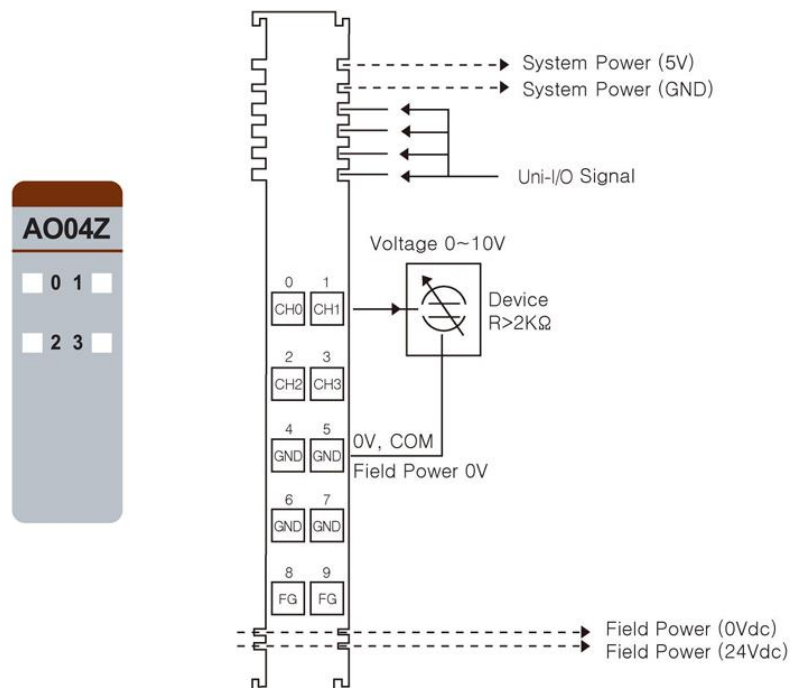 System Power (5V)
System Power (GND)
Uni-I/O Signal
AO04Z
0 1
2 3
Voltage 0~10V
0 1
CH0 CH1
Device
R>2KΩ
2 3
CH2 CH3
4 5
GND GND
0V, COM
Field Power 0V
6 7
GND GND
8 9
FG FG
Field Power (0Vdc)
Field Power (24Vdc)